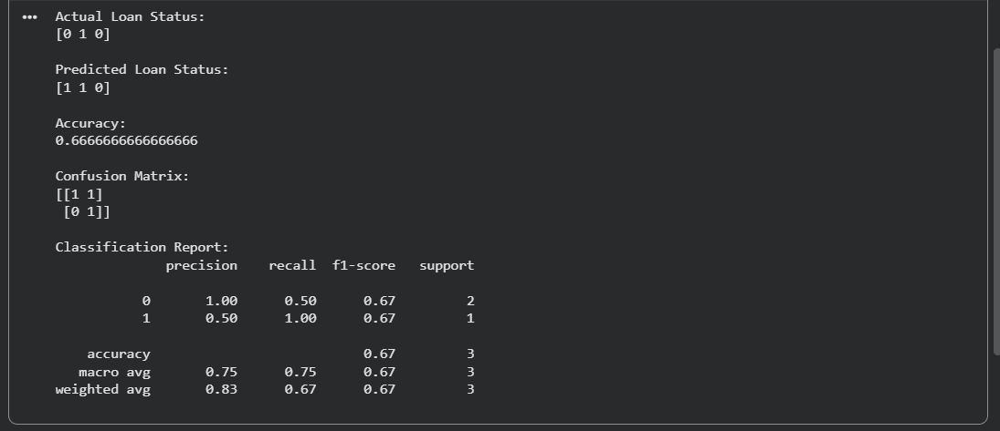 Actual Loan Status:
[0 1 0]
Predicted Loan Status:
[1 1 0]
Accuracy:
0.6666666666666666
Confusion Matrix:
[[1 1]
 [0 1]]
Classification Report:
              precision    recall  f1-score   support
           0       1.00      0.50      0.67         2
           1       0.50      1.00      0.67         1
    accuracy                           0.67         3
   macro avg       0.75      0.75      0.67         3
weighted avg       0.83      0.67      0.67         3